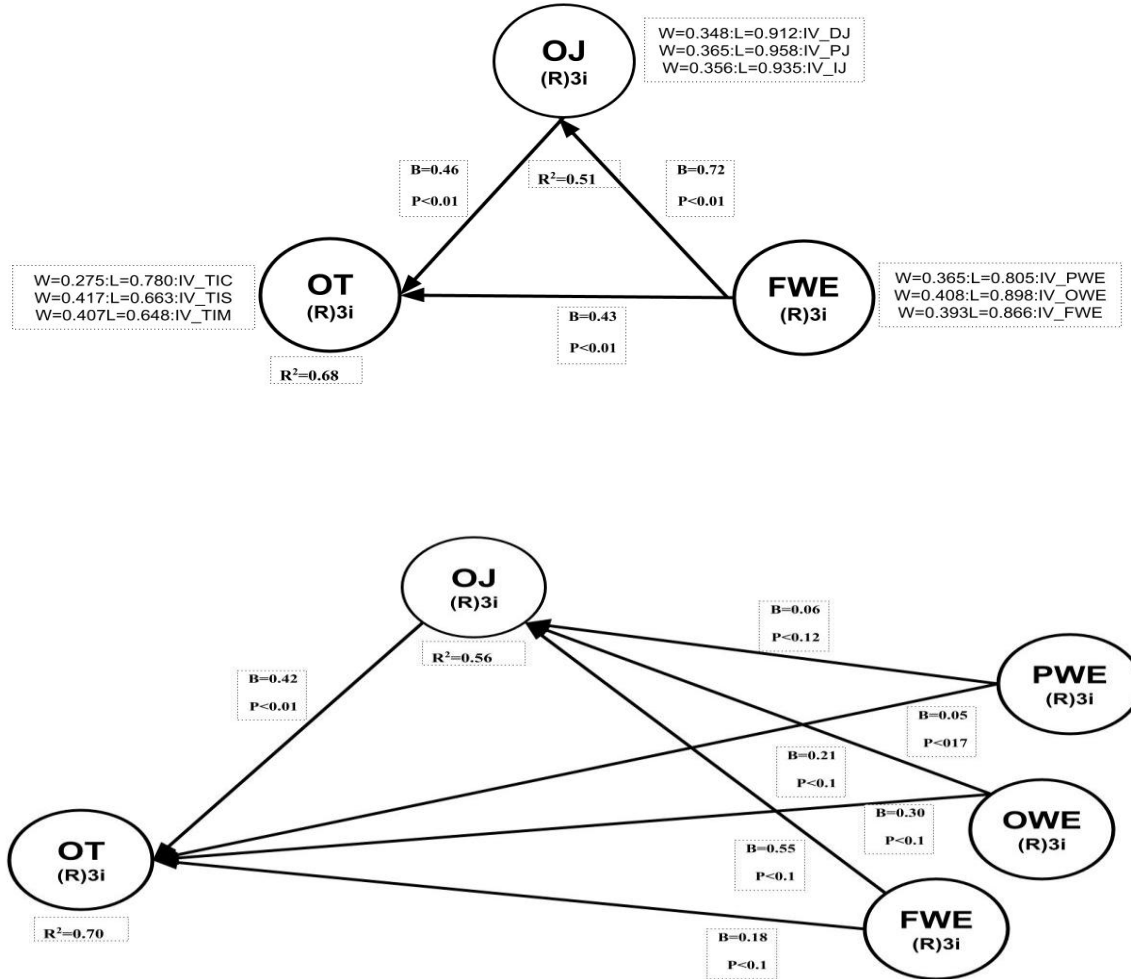 OJ
(R)3i
W=0.348:L=0.912:IV_DJ
W=0.365:L=0.958:IV_PJ
W=0.356:L=0.935:IV_IJ
B=0.46
P<0.01
R²=0.51
B=0.72
P<0.01
W=0.275:L=0.780:IV_TIC
W=0.417:L=0.663:IV_TIS
W=0.407L=0.648:IV_TIM
OT
(R)3i
R²=0.68
B=0.43
P<0.01
FWE
(R)3i
W=0.365:L=0.805:IV_PWE
W=0.408:L=0.898:IV_OWE
W=0.393L=0.866:IV_FWE
OJ
(R)3i
R²=0.56
B=0.42
P<0.01
B=0.06
P<0.12
PWE
(R)3i
B=0.05
P<017
B=0.21
P<0.1
B=0.30
P<0.1
OWE
(R)3i
B=0.55
P<0.1
OT
(R)3i
R²=0.70
FWE
(R)3i
B=0.18
P<0.1